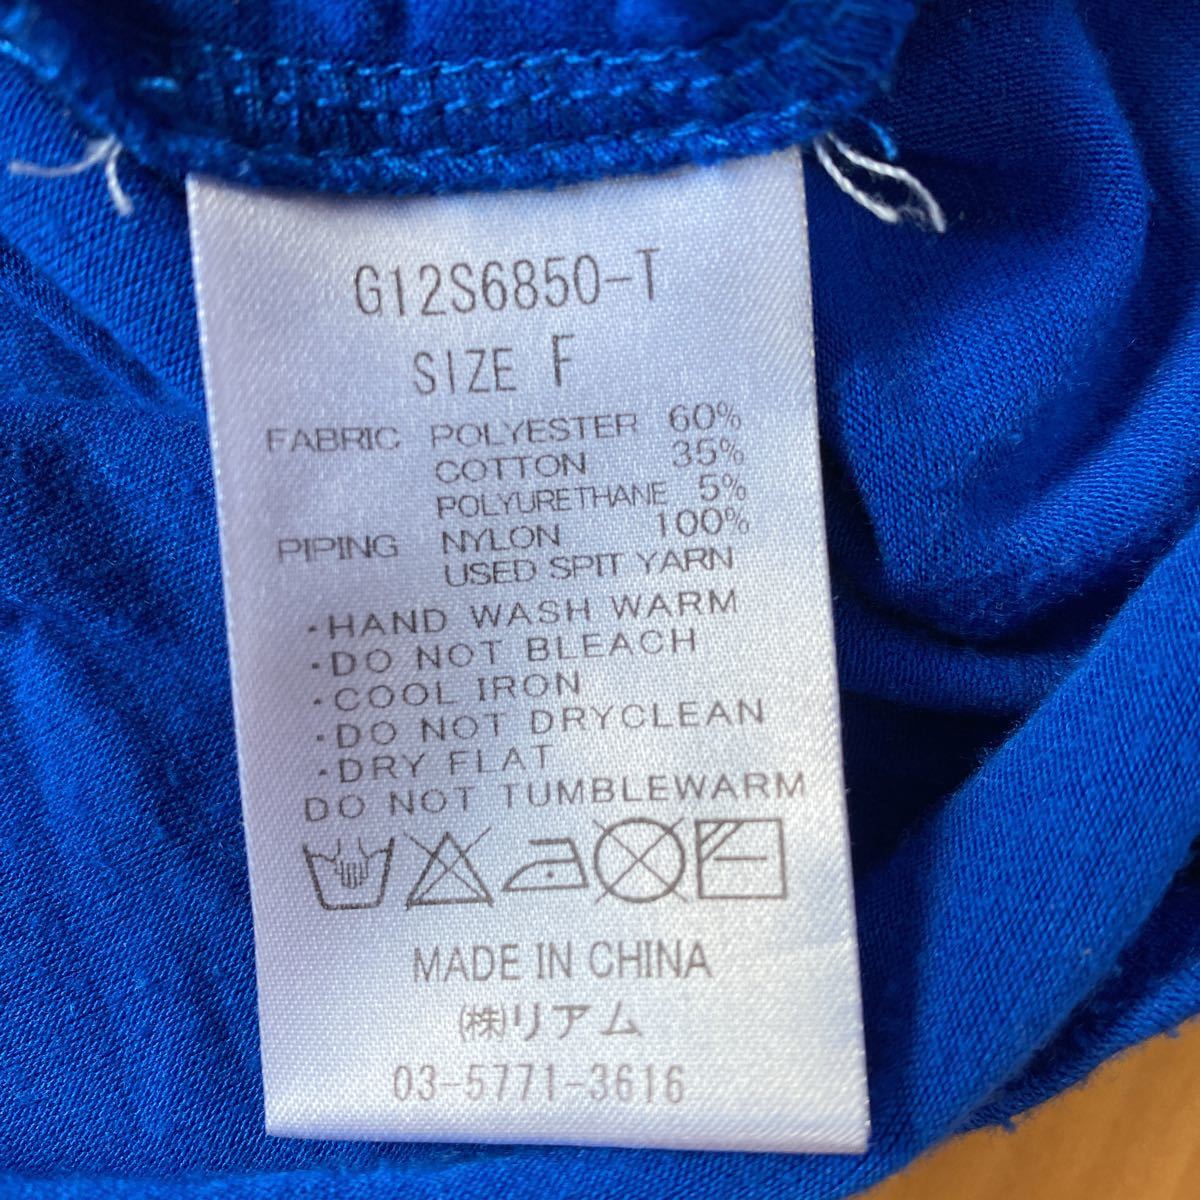 G12S6850-T
SIZE F
FABRIC POLYESTER 60%
COTTON 35%
POLYURETHANE 5%
PIPING NYLON 100%
USED SPIT YARN
・HAND WASH WARM
・DO NOT BLEACH
・COOL IRON
・DO NOT DRYCLEAN
・DRY FLAT
DO NOT TUMBLEWARM
MADE IN CHINA
㈱リアム
03-5771-3616